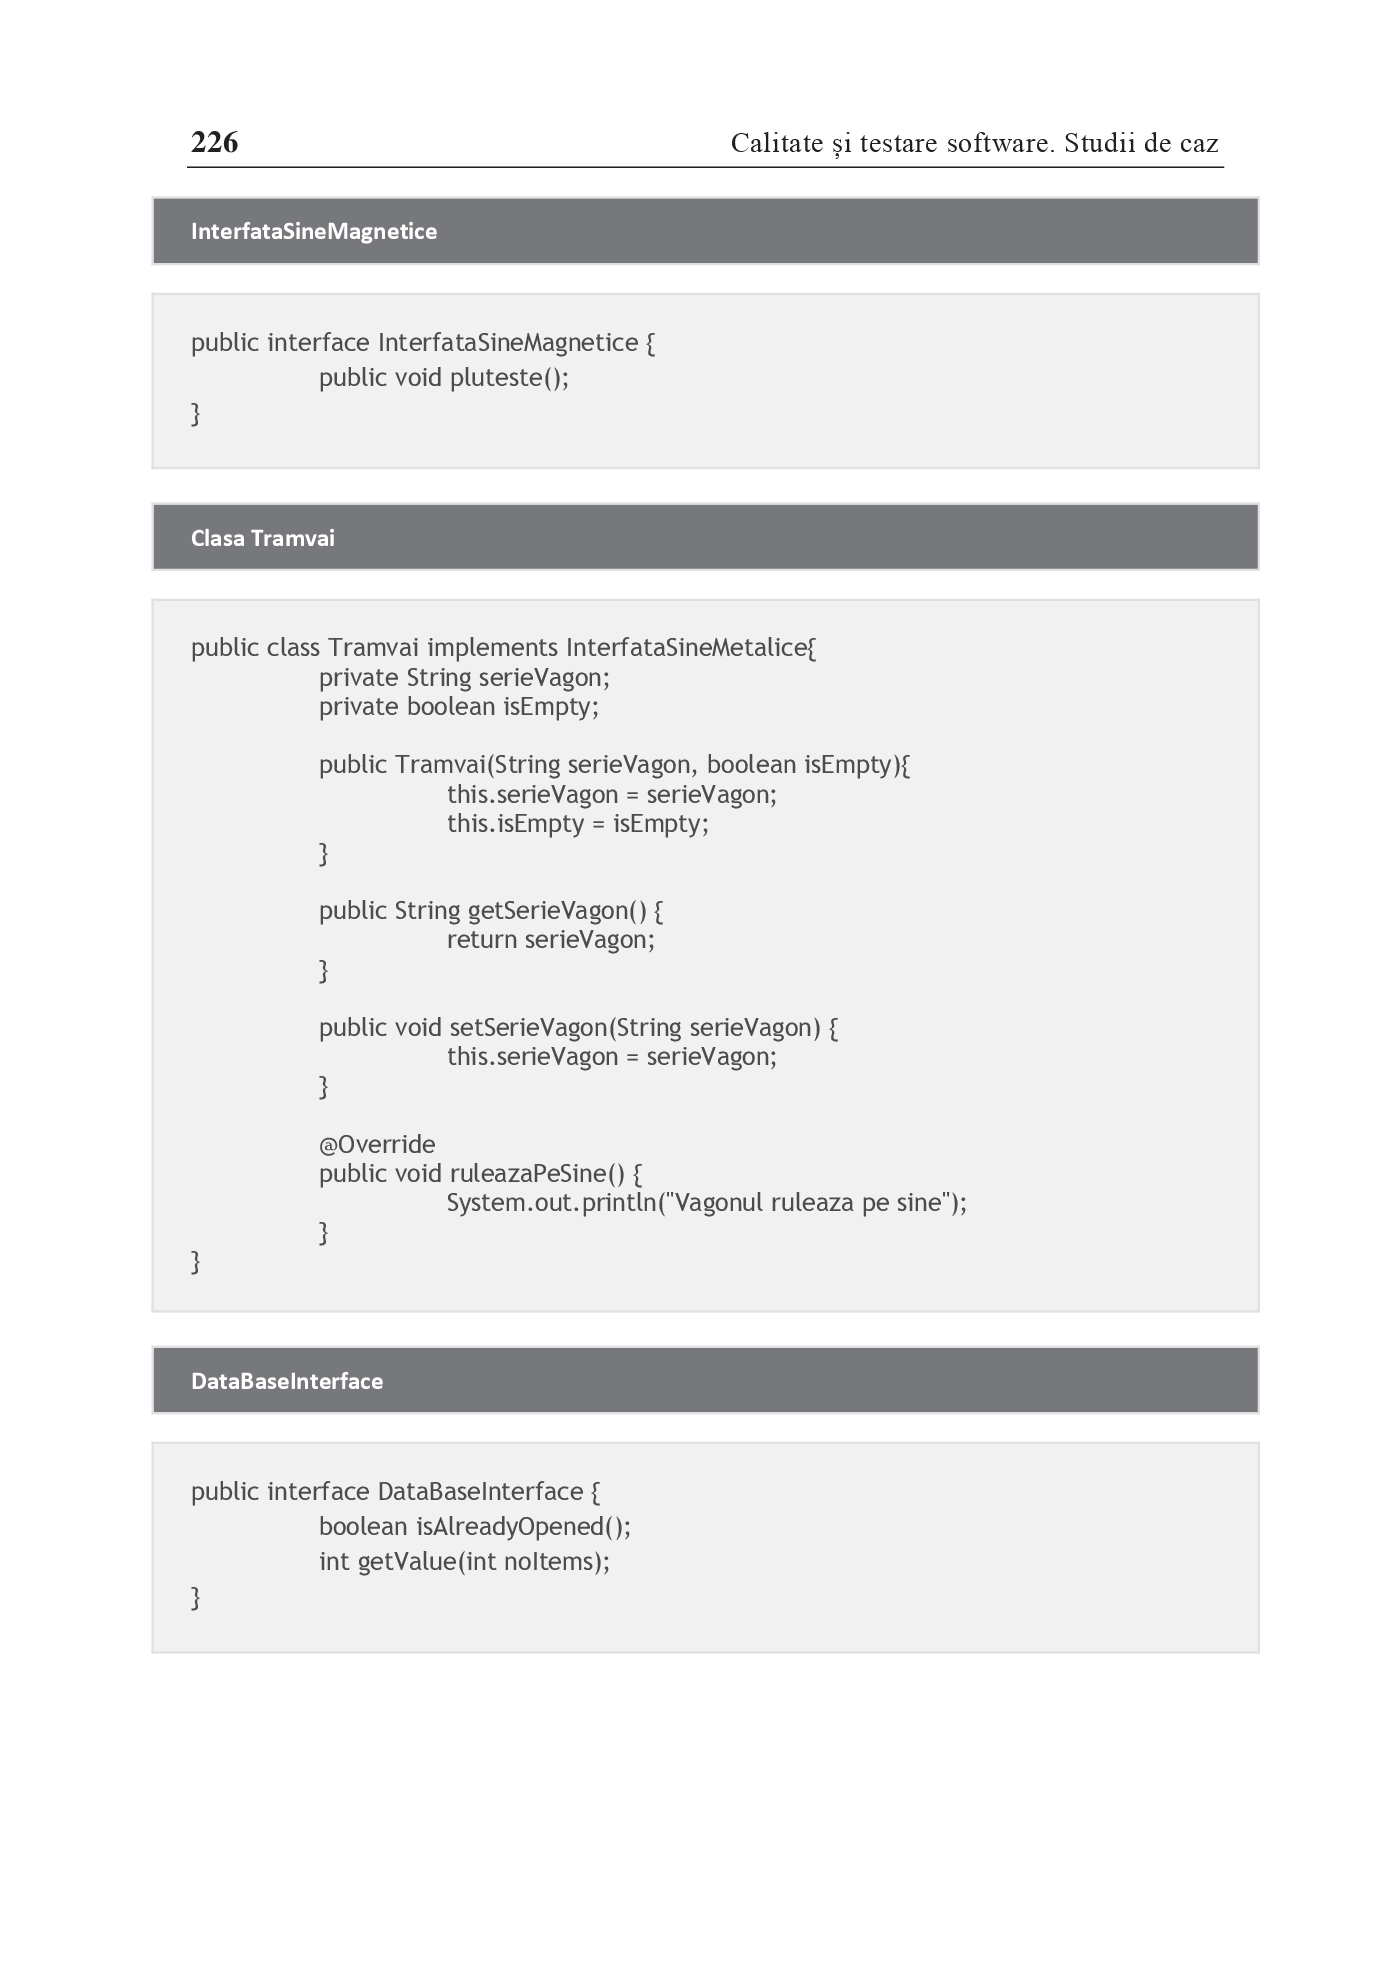 226 Calitate și testare software. Studii de caz
InterfataSineMagnetice
public interface InterfataSineMagnetice {
public void pluteste();
}
Clasa Tramvai
public class Tramvai implements InterfataSineMetalice{
private String serieVagon;
private boolean isEmpty;
public Tramvai(String serieVagon, boolean isEmpty){
this.serieVagon = serieVagon;
this.isEmpty = isEmpty;
}
public String getSerieVagon() {
return serieVagon;
}
public void setSerieVagon(String serieVagon) {
this.serieVagon = serieVagon;
}
@Override
public void ruleazaPeSine() {
System.out.println("Vagonul ruleaza pe sine");
}
}
DataBaseInterface
public interface DataBaseInterface {
boolean isAlreadyOpened();
int getValue(int noItems);
}